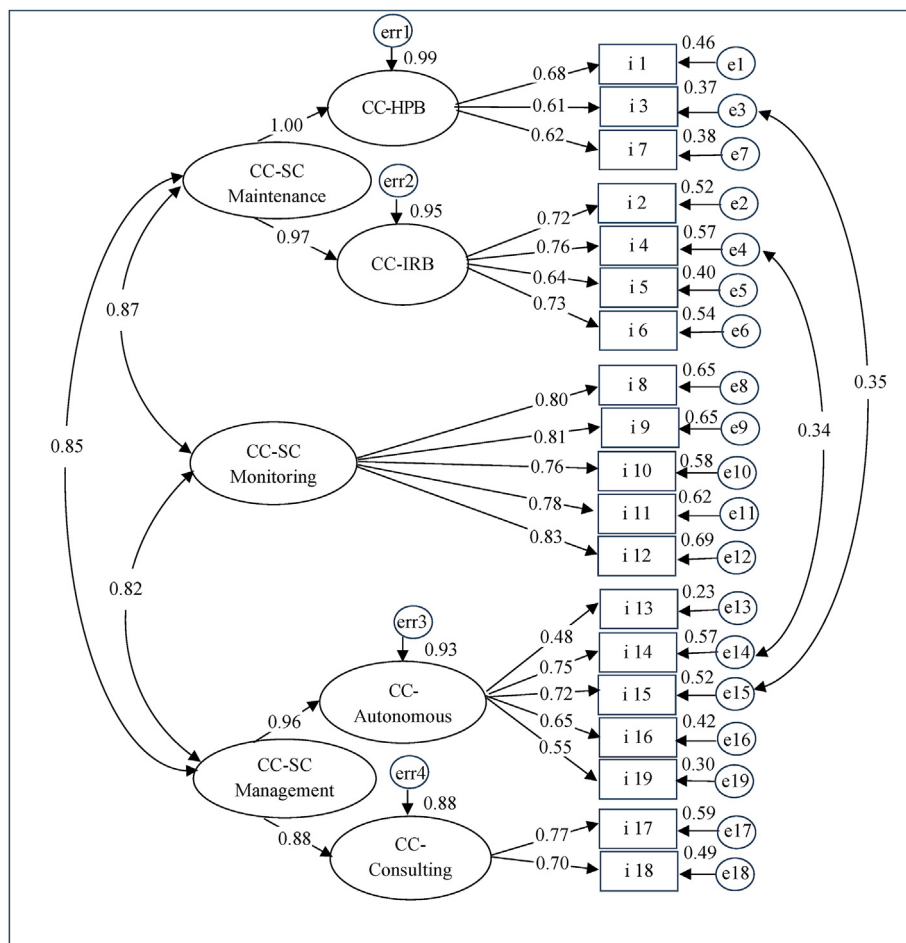 err1
0.99
0.46
0.68
i 1
e1
0.37
CC-HPB
0.61
i 3
e3
1.00
0.62
0.38
i 7
e7
CC-SC
Maintenance
err2
0.52
0.95
0.72
i 2
e2
0.97
0.57
0.76
i 4
e4
CC-IRB
0.64
0.40
i 5
e5
0.73
0.54
i 6
e6
0.87
0.65
0.80
i 8
e8
0.35
0.65
0.81
i 9
e9
0.34
0.85
CC-SC
Monitoring
0.76
0.58
i 10
e10
0.78
0.62
i 11
e11
0.83
0.69
i 12
e12
0.82
0.23
i 13
e13
err3
0.48
0.93
0.57
0.75
i 14
e14
CC-
Autonomous
0.72
0.52
i 15
e15
0.96
0.65
0.42
i 16
e16
0.55
0.30
i 19
e19
CC-SC
Management
err4
0.88
0.59
0.77
i 17
e17
0.88
CC-
Consulting
0.70
0.49
i 18
e18